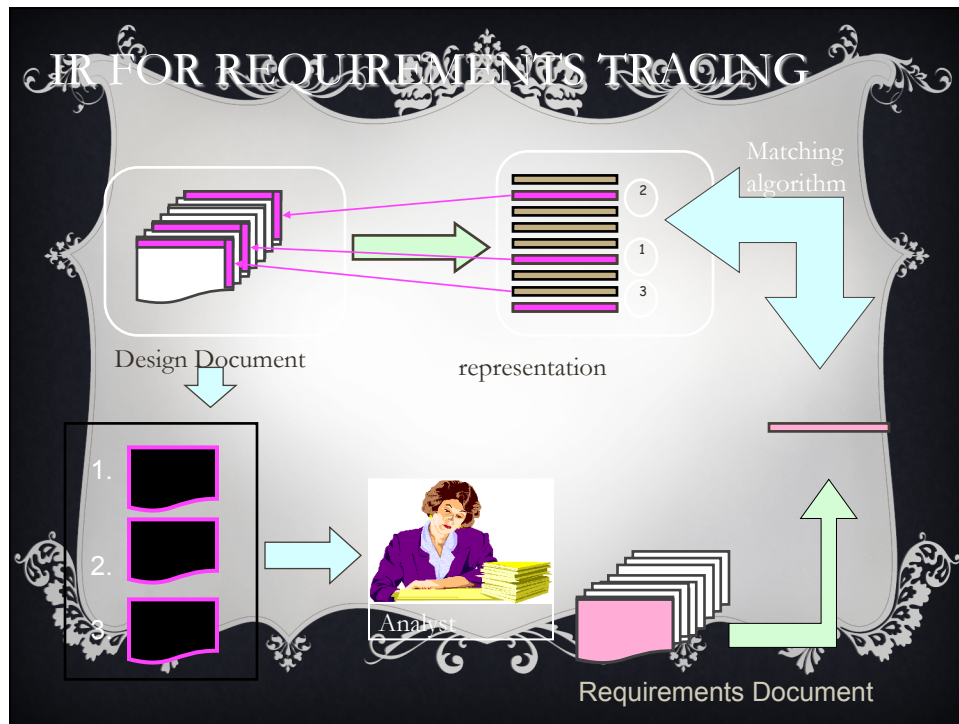 IR FOR REQUIREMENTS TRACING
Matching
algorithm
2
1
3
Design Document
representation
1.
2.
3.
Analyst
Requirements Document